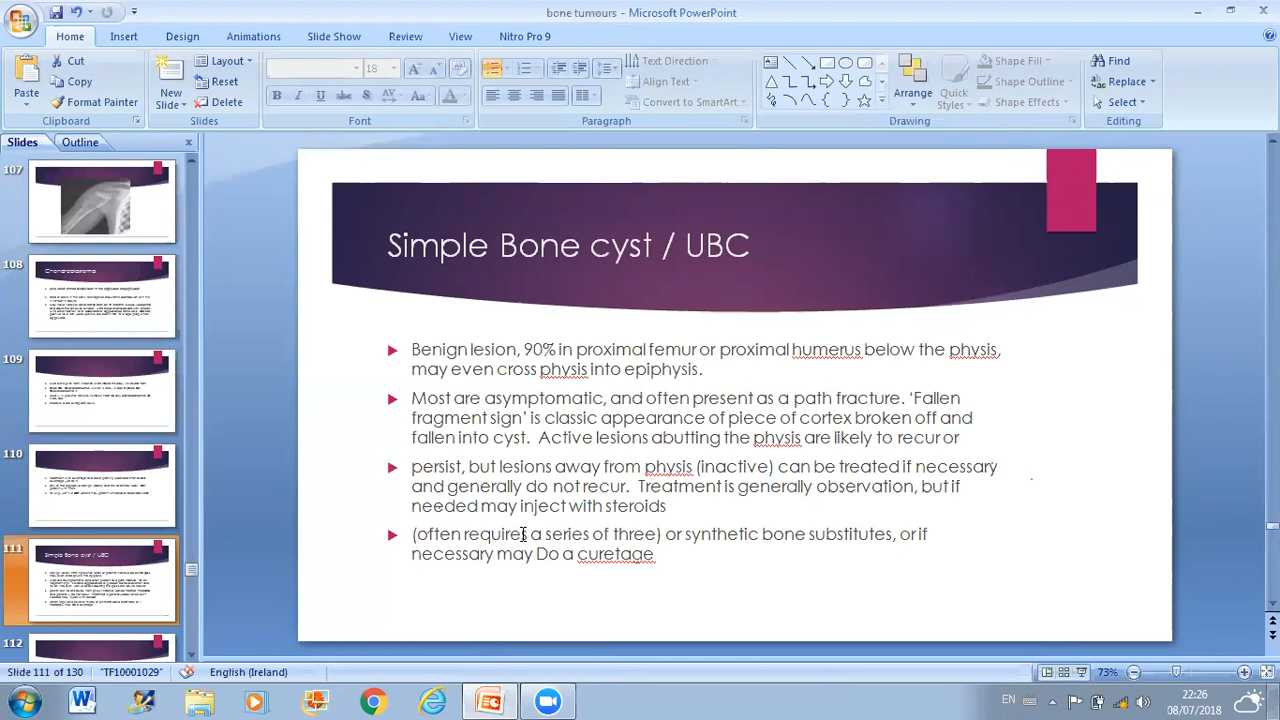 bone tumours - Microsoft PowerPoint
Home Insert Design Animations Slide Show Review View Nitro Pro 9
Paste
Cut
Copy
Format Painter
Clipboard
New Slide
Layout
Reset
Delete
Slides
18
B I U abe S AV Aa A
Font
Text Direction
Align Text
Convert to SmartArt
Paragraph
Arrange
Quick Styles
Shape Fill
Shape Outline
Shape Effects
Drawing
Find
Replace
Select
Editing
Slides Outline
107
108
Chondroblastoma
109
110
111
Simple Bone cyst / UBC
112
Simple Bone cyst / UBC
Benign lesion, 90% in proximal femur or proximal humerus below the physis,
may even cross physis into epiphysis.
Most are asymptomatic, and often present as a path fracture. ‘Fallen
fragment sign’ is classic appearance of piece of cortex broken off and
fallen into cyst. Active lesions abutting the physis are likely to recur or
persist, but lesions away from physis (inactive) can be treated if necessary
and generally do not recur. Treatment is generally observation, but if
needed may inject with steroids
(often requires a series of three) or synthetic bone substitutes, or if
necessary may Do a curetage
Slide 111 of 130 "TF10001029" English (Ireland) 73%
EN 22:26
08/07/2018